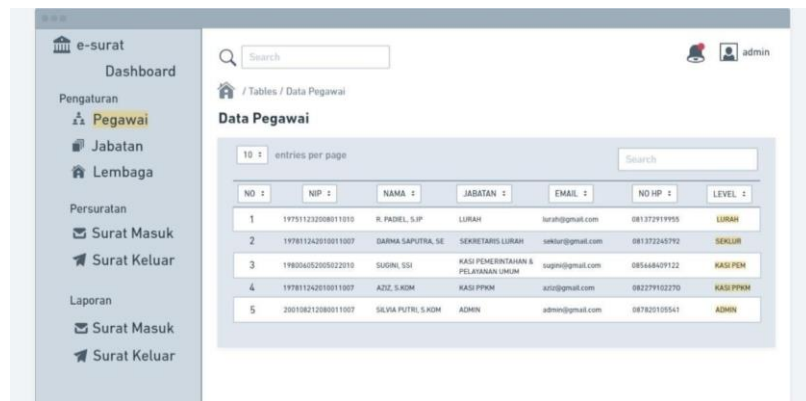 e-surat
Dashboard
Pengaturan
Pegawai
Jabatan
Lembaga
Persuratan
Surat Masuk
Surat Keluar
Laporan
Surat Masuk
Surat Keluar
Search
admin
/ Tables / Data Pegawai
Data Pegawai
10 entries per page
Search
NO NIP NAMA JABATAN EMAIL NO HP LEVEL
1 197511232008011010 R. PADIEL, S.IP LURAH lurah@gmail.com 081372919955 LURAH
2 197811242010011007 DARMA SAPUTRA, SE SEKRETARIS LURAH seklur@gmail.com 081372245792 SEKLUR
3 198006052005022010 SUGINI, SSI KASI PEMERINTAHAN & sugini@gmail.com 085668409122 KASI PEM
PELAYANAN UMUM
4 197811242010011007 AZIZ, S.KOM KASI PPKM aziz@gmail.com 082279102270 KASI PPKM
5 200108212080011007 SILVIA PUTRI, S.KOM ADMIN admin@gmail.com 087820105541 ADMIN